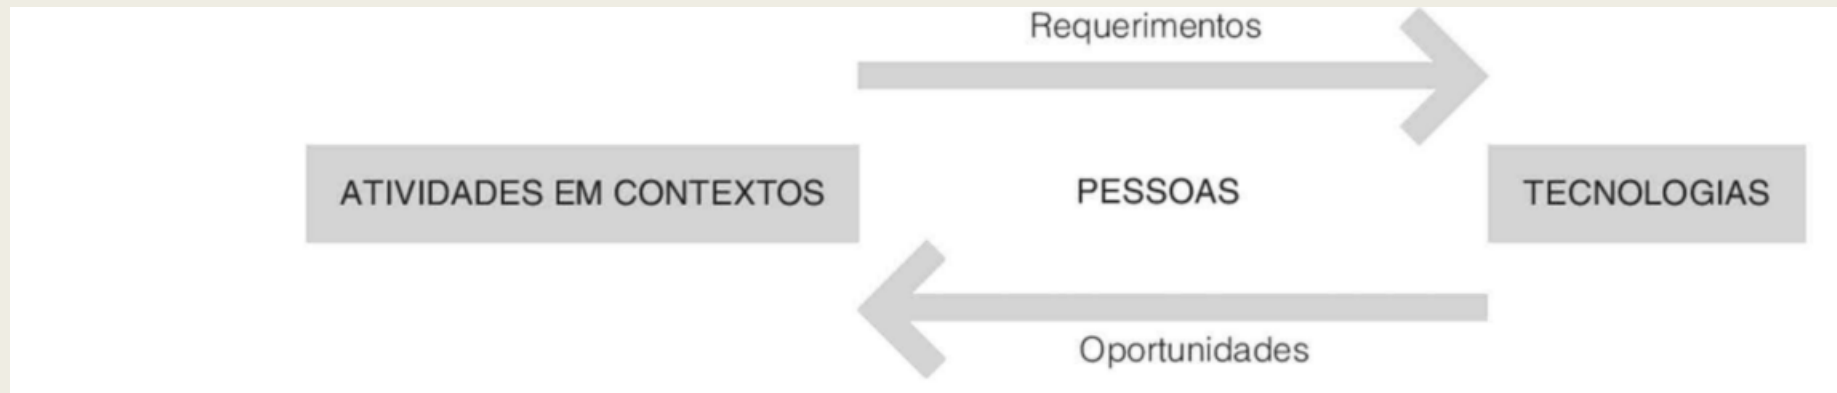 Requerimentos
ATIVIDADES EM CONTEXTOS
PESSOAS
TECNOLOGIAS
Oportunidades